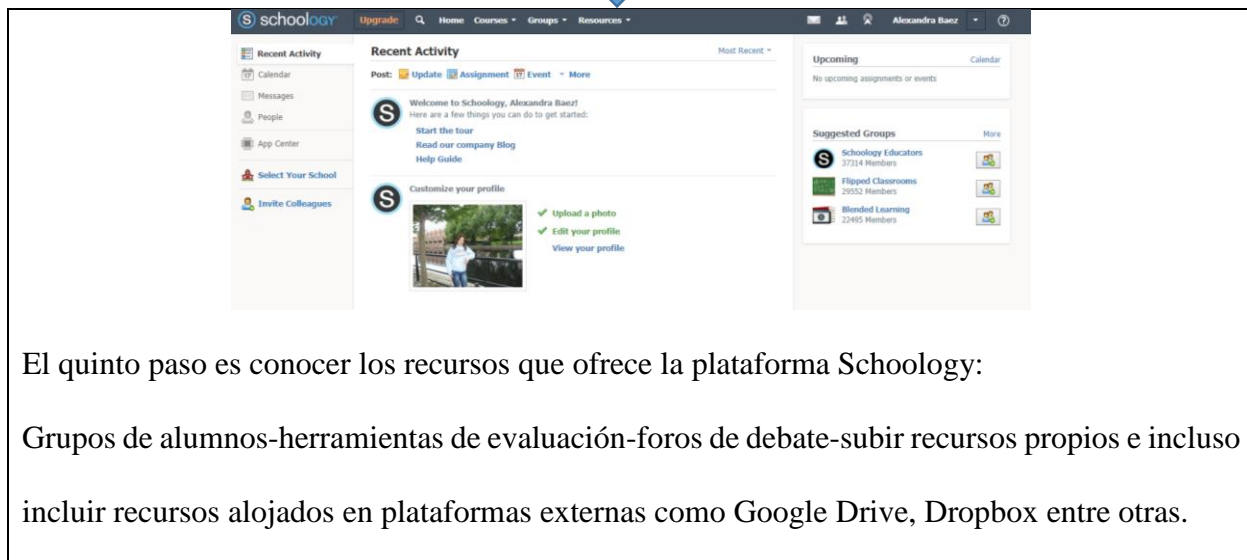 S schoology Upgrade Home Courses Groups Resources Alexandra Baez
Recent Activity
Calendar
Messages
People
App Center
Select Your School
Invite Colleagues
Recent Activity Most Recent
Post: Update Assignment Event More
Welcome to Schoology, Alexandra Baez!
Here are a few things you can do to get started:
Start the tour
Read our company Blog
Help Guide
Customize your profile
Upload a photo
Edit your profile
View your profile
Upcoming Calendar
No upcoming assignments or events
Suggested Groups More
Schoology Educators
37314 Members
Flipped Classrooms
29552 Members
Blended Learning
22495 Members
El quinto paso es conocer los recursos que ofrece la plataforma Schoology:
Grupos de alumnos-herramientas de evaluación-foros de debate-subir recursos propios e incluso
incluir recursos alojados en plataformas externas como Google Drive, Dropbox entre otras.